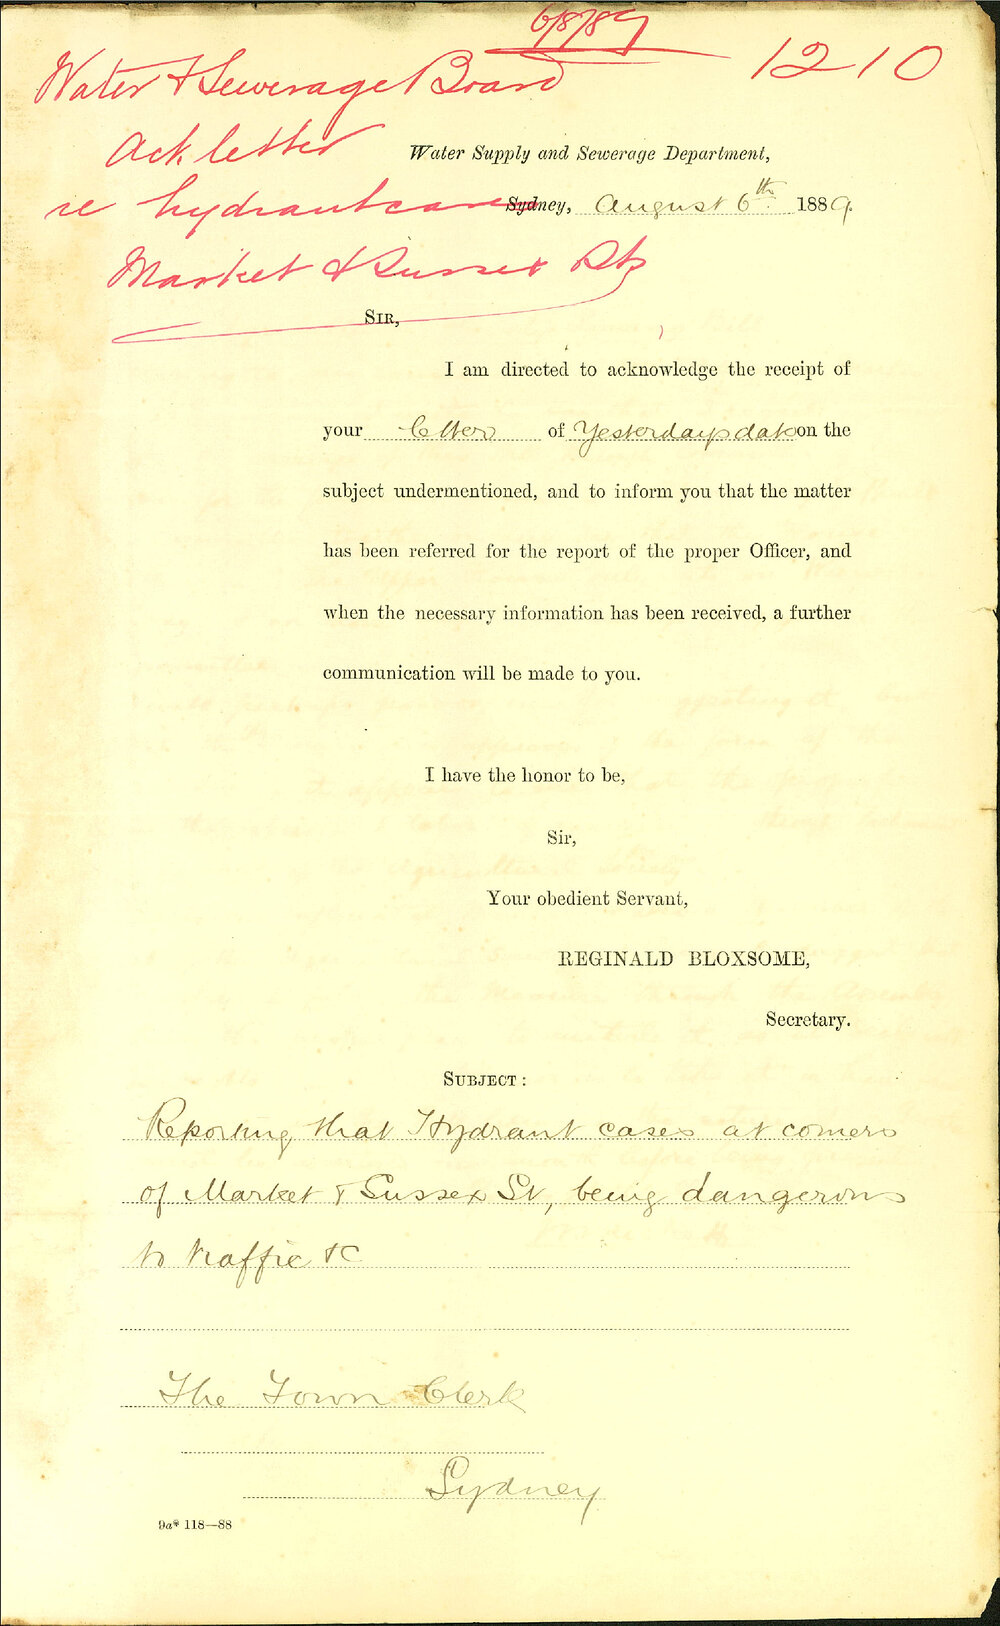 6/8/89
1210
Water & Sewerage Board
Ack. letter
re hydrant cases
Market & Sussex Sts
Water Supply and Sewerage Department,
Sydney, August 6th 1889.
SIR,
I am directed to acknowledge the receipt of
your letter of Yesterdays date on the
subject undermentioned, and to inform you that the matter
has been referred for the report of the proper Officer, and
when the necessary information has been received, a further
communication will be made to you.
I have the honor to be,
Sir,
Your obedient Servant,
REGINALD BLOXSOME,
Secretary.
SUBJECT:
Reporting that Hydrant cases at corners
of Market & Sussex St, being dangerous
to traffic &c
The Town Clerk
Sydney
9a* 118—88